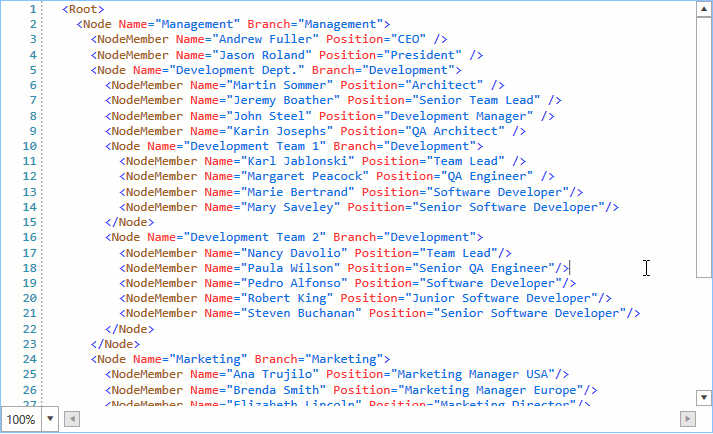 1 <Root>
2 <Node Name="Management" Branch="Management">
3 <NodeMember Name="Andrew Fuller" Position="CEO" />
4 <NodeMember Name="Jason Roland" Position="President" />
5 <Node Name="Development Dept." Branch="Development">
6 <NodeMember Name="Martin Sommer" Position="Architect" />
7 <NodeMember Name="Jeremy Boather" Position="Senior Team Lead" />
8 <NodeMember Name="John Steel" Position="Development Manager" />
9 <NodeMember Name="Karin Josephs" Position="QA Architect" />
10 <Node Name="Development Team 1" Branch="Development">
11 <NodeMember Name="Karl Jablonski" Position="Team Lead" />
12 <NodeMember Name="Margaret Peacock" Position="QA Engineer" />
13 <NodeMember Name="Marie Bertrand" Position="Software Developer"/>
14 <NodeMember Name="Mary Saveley" Position="Senior Software Developer"/>
15 </Node>
16 <Node Name="Development Team 2" Branch="Development">
17 <NodeMember Name="Nancy Davolio" Position="Team Lead"/>
18 <NodeMember Name="Paula Wilson" Position="Senior QA Engineer"/>
19 <NodeMember Name="Pedro Alfonso" Position="Software Developer"/>
20 <NodeMember Name="Robert King" Position="Junior Software Developer"/>
21 <NodeMember Name="Steven Buchanan" Position="Senior Software Developer"/>
22 </Node>
23 </Node>
24 <Node Name="Marketing" Branch="Marketing">
25 <NodeMember Name="Ana Trujilo" Position="Marketing Manager USA"/>
26 <NodeMember Name="Brenda Smith" Position="Marketing Manager Europe"/>
27 <NodeMember Name="Elizabeth Lincoln" Position="Marketing Director"/>
100%